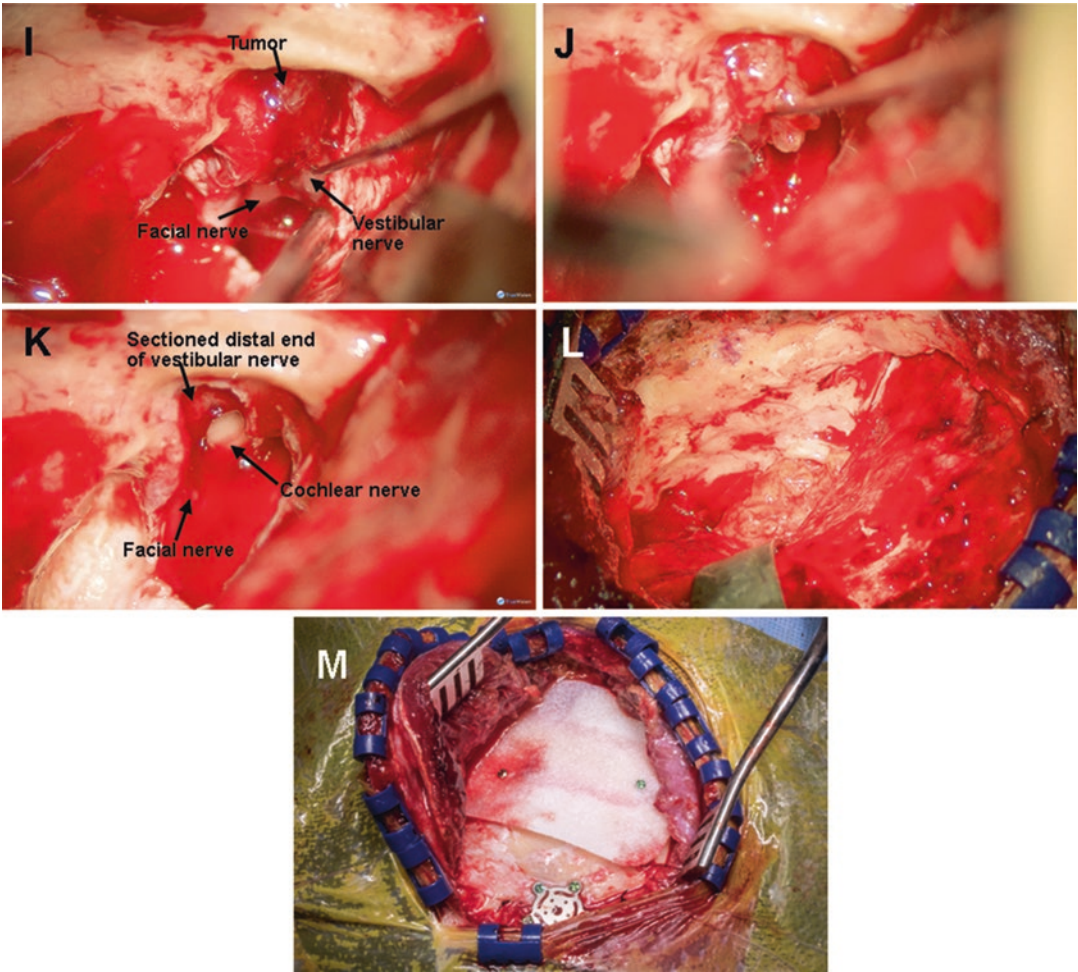 I
Tumor
Facial nerve
Vestibular
nerve
J
K
Sectioned distal end
of vestibular nerve
Cochlear nerve
Facial nerve
L
M